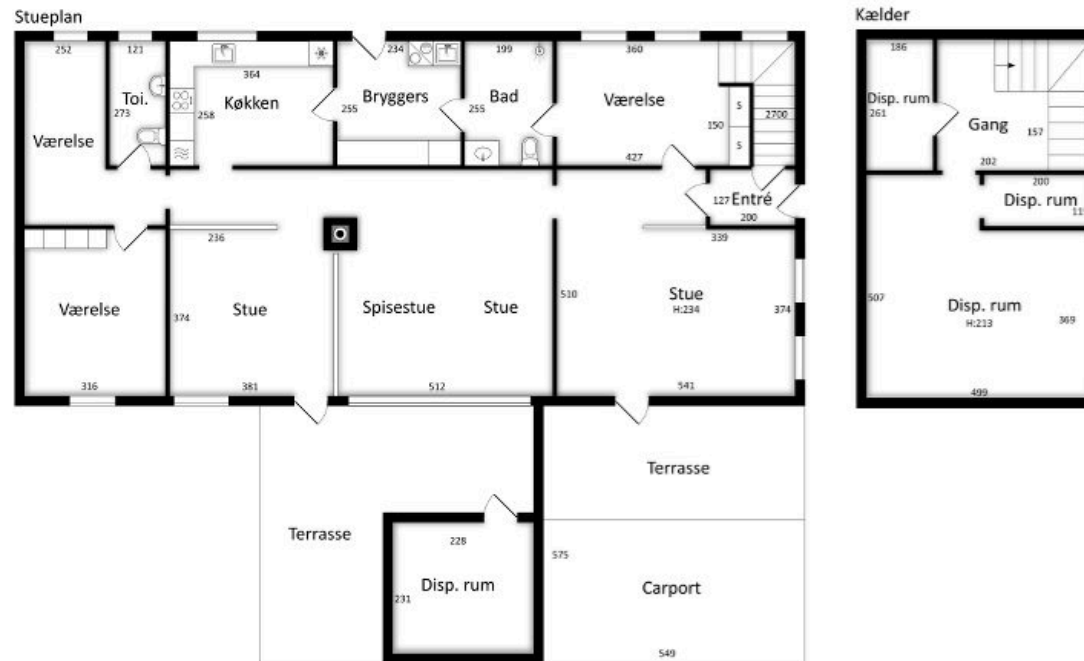 Stueplan
252
121
234
199
360
364
Toi.
273
Køkken
258
Bryggers
255
Bad
255
Værelse
150
S
S
2700
Værelse
427
127
Entré
200
236
339
Værelse
374
Stue
Spisestue
Stue
510
Stue
H:234
374
316
381
512
541
Terrasse
Terrasse
228
575
231
Disp. rum
Carport
549
Kælder
186
Disp. rum
261
Gang
157
202
200
Disp. rum
507
Disp. rum
H:213
369
499